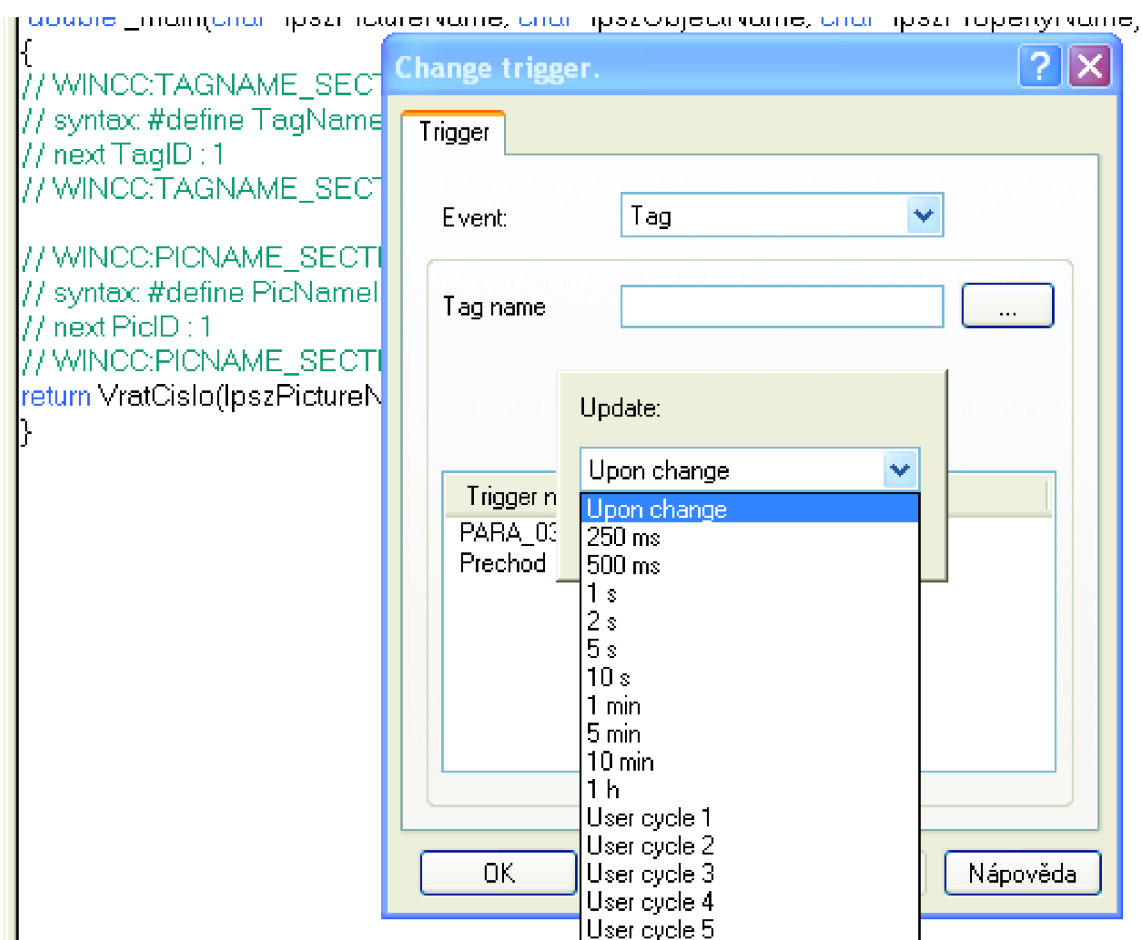 double _main(char* lpszPictureName, char* lpszObjectName, char* lpszPropertyName,
{
// WINCC:TAGNAME_SECT
// syntax: #define TagName
// next TagID : 1
// WINCC:TAGNAME_SECT
// WINCC:PICNAME_SECTI
// syntax: #define PicNameI
// next PicID : 1
// WINCC:PICNAME_SECTI
return VratCislo(lpszPictureN
}
Change trigger.
Trigger
Event:
Tag
Tag name
...
Update:
Upon change
Trigger n
PARA_03
Prechod
Upon change
250 ms
500 ms
1 s
2 s
5 s
10 s
1 min
5 min
10 min
1 h
User cycle 1
User cycle 2
User cycle 3
User cycle 4
User cycle 5
OK
Nápověda